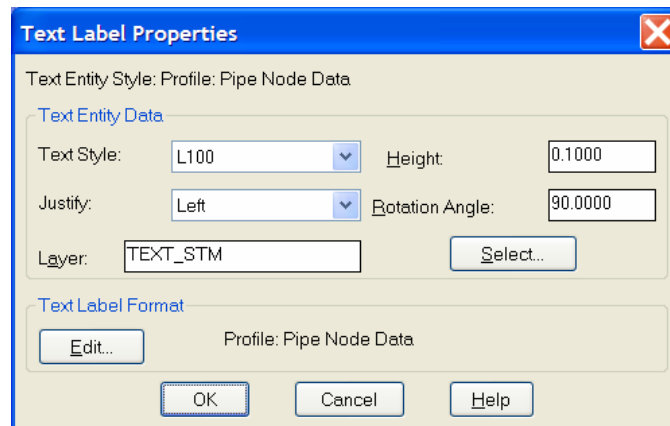 Text Label Properties
Text Entity Style: Profile: Pipe Node Data
Text Entity Data
Text Style: L100 Height: 0.1000
Justify: Left Rotation Angle: 90.0000
Layer: TEXT_STM Select...
Text Label Format
Edit... Profile: Pipe Node Data
OK Cancel Help